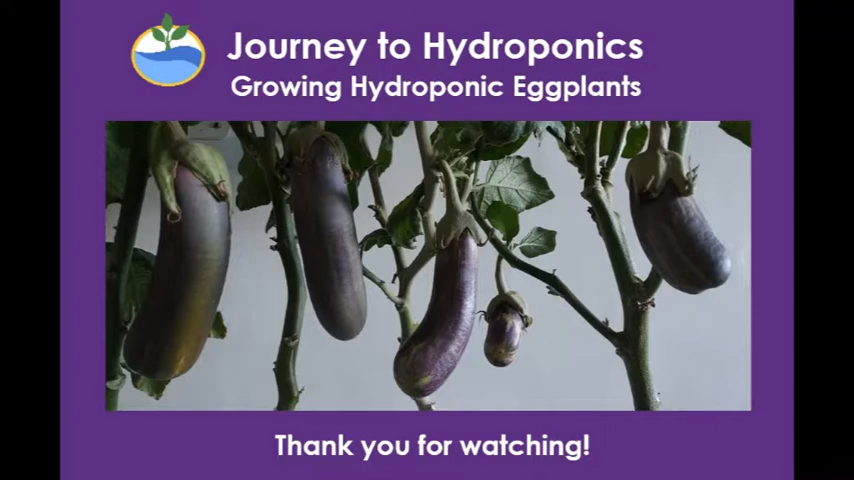 Journey to Hydroponics
Growing Hydroponic Eggplants
Thank you for watching!